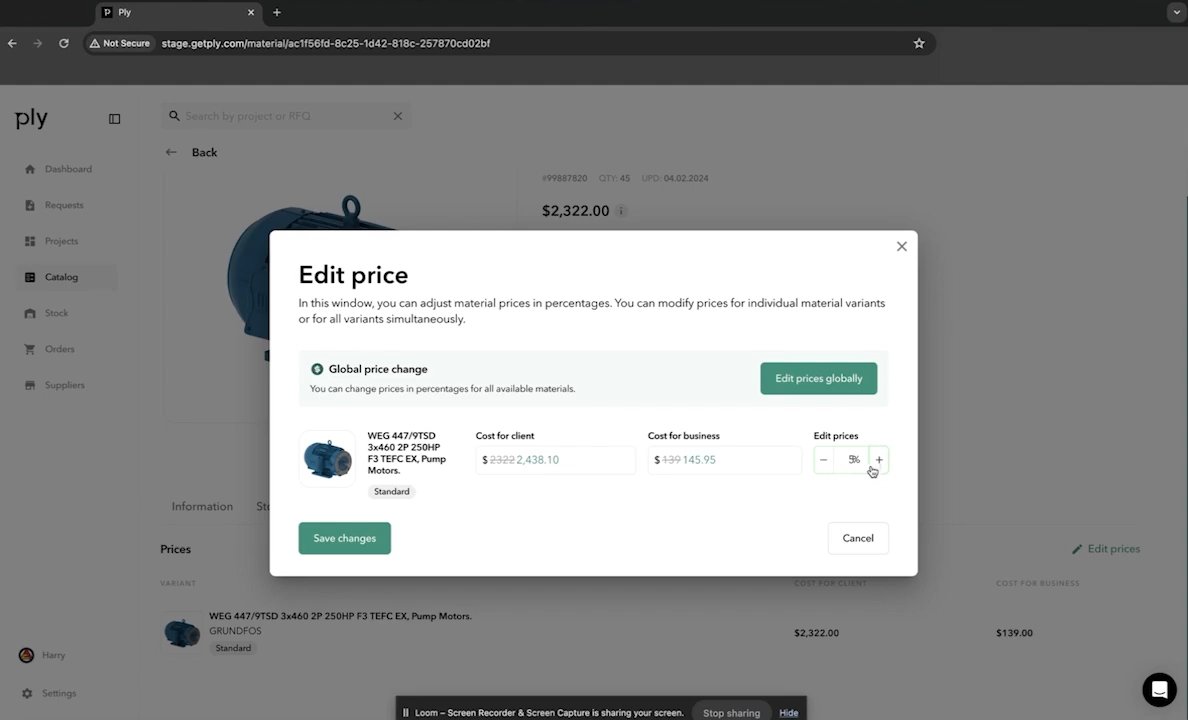 Ply
Not Secure
stage.getply.com/material/ac1f56fd-8c25-1d42-818c-257870cd02bf
ply
Search by project or RFQ
Back
Dashboard
Requests
Projects
Catalog
Stock
Orders
Suppliers
#99887820 QTY: 45 UPD: 04.02.2024
$2,322.00
Edit price
In this window, you can adjust material prices in percentages. You can modify prices for individual material variants
or for all variants simultaneously.
Global price change
You can change prices in percentages for all available materials.
Edit prices globally
WEG 447/9TSD
3x460 2P 250HP
F3 TEFC EX, Pump
Motors.
Standard
Cost for client
$ 2322 2,438.10
Cost for business
$ 139 145.95
Edit prices
− 5% +
Save changes
Cancel
Information
Prices
Edit prices
VARIANT
COST FOR CLIENT
COST FOR BUSINESS
WEG 447/9TSD 3x460 2P 250HP F3 TEFC EX, Pump Motors.
GRUNDFOS
Standard
$2,322.00
$139.00
Harry
Settings
Loom – Screen Recorder & Screen Capture is sharing your screen.
Stop sharing
Hide